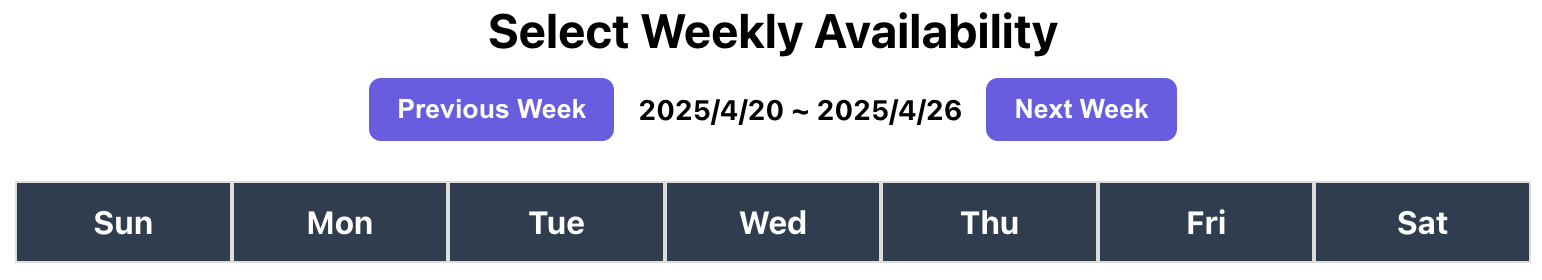 Select Weekly Availability
Previous Week 2025/4/20 ~ 2025/4/26 Next Week
Sun Mon Tue Wed Thu Fri Sat